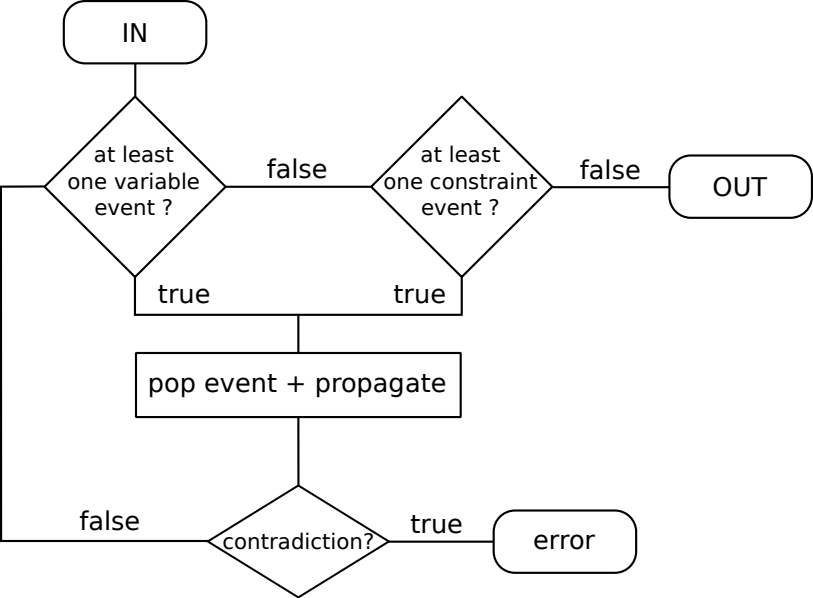 IN
at least
one variable
event ?
false
at least
one constraint
event ?
false
OUT
true
true
pop event + propagate
false
contradiction?
true
error